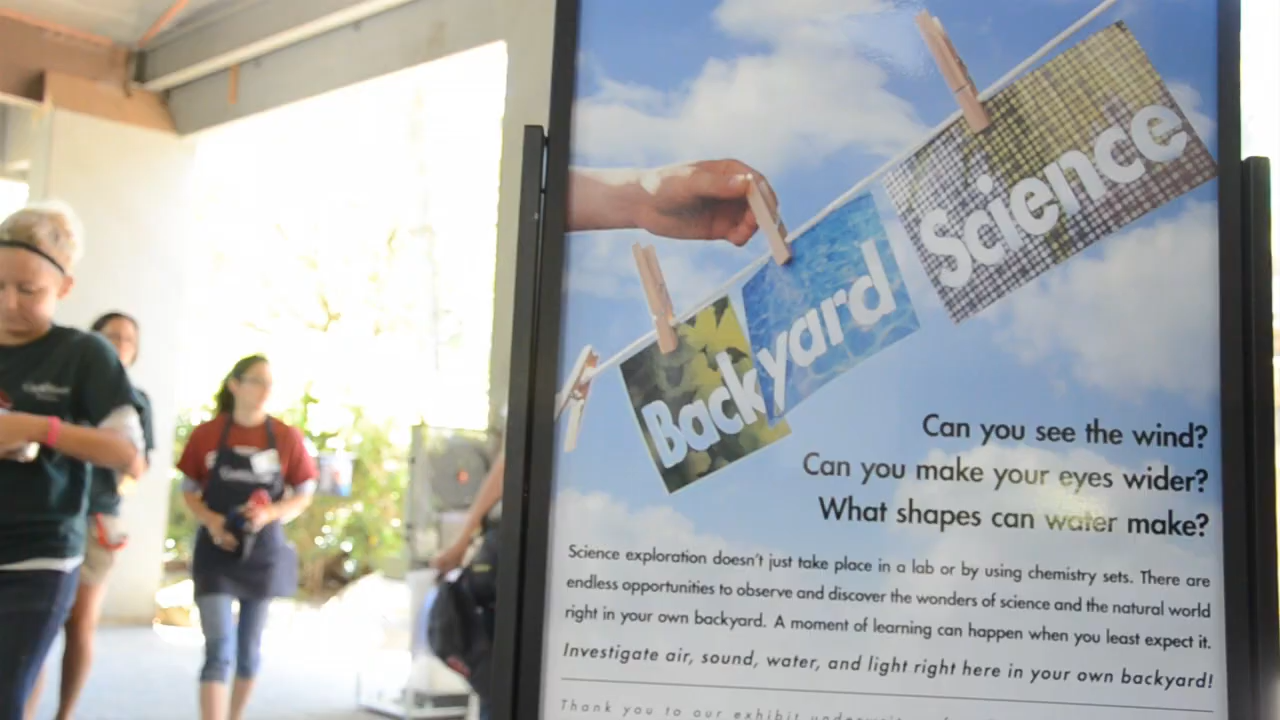 Backyard Science
Can you see the wind?
Can you make your eyes wider?
What shapes can water make?
Science exploration doesn't just take place in a lab or by using chemistry sets. There are
endless opportunities to observe and discover the wonders of science and the natural world
right in your own backyard. A moment of learning can happen when you least expect it.
Investigate air, sound, water, and light right here in your own backyard!
Thank you to our exhibit